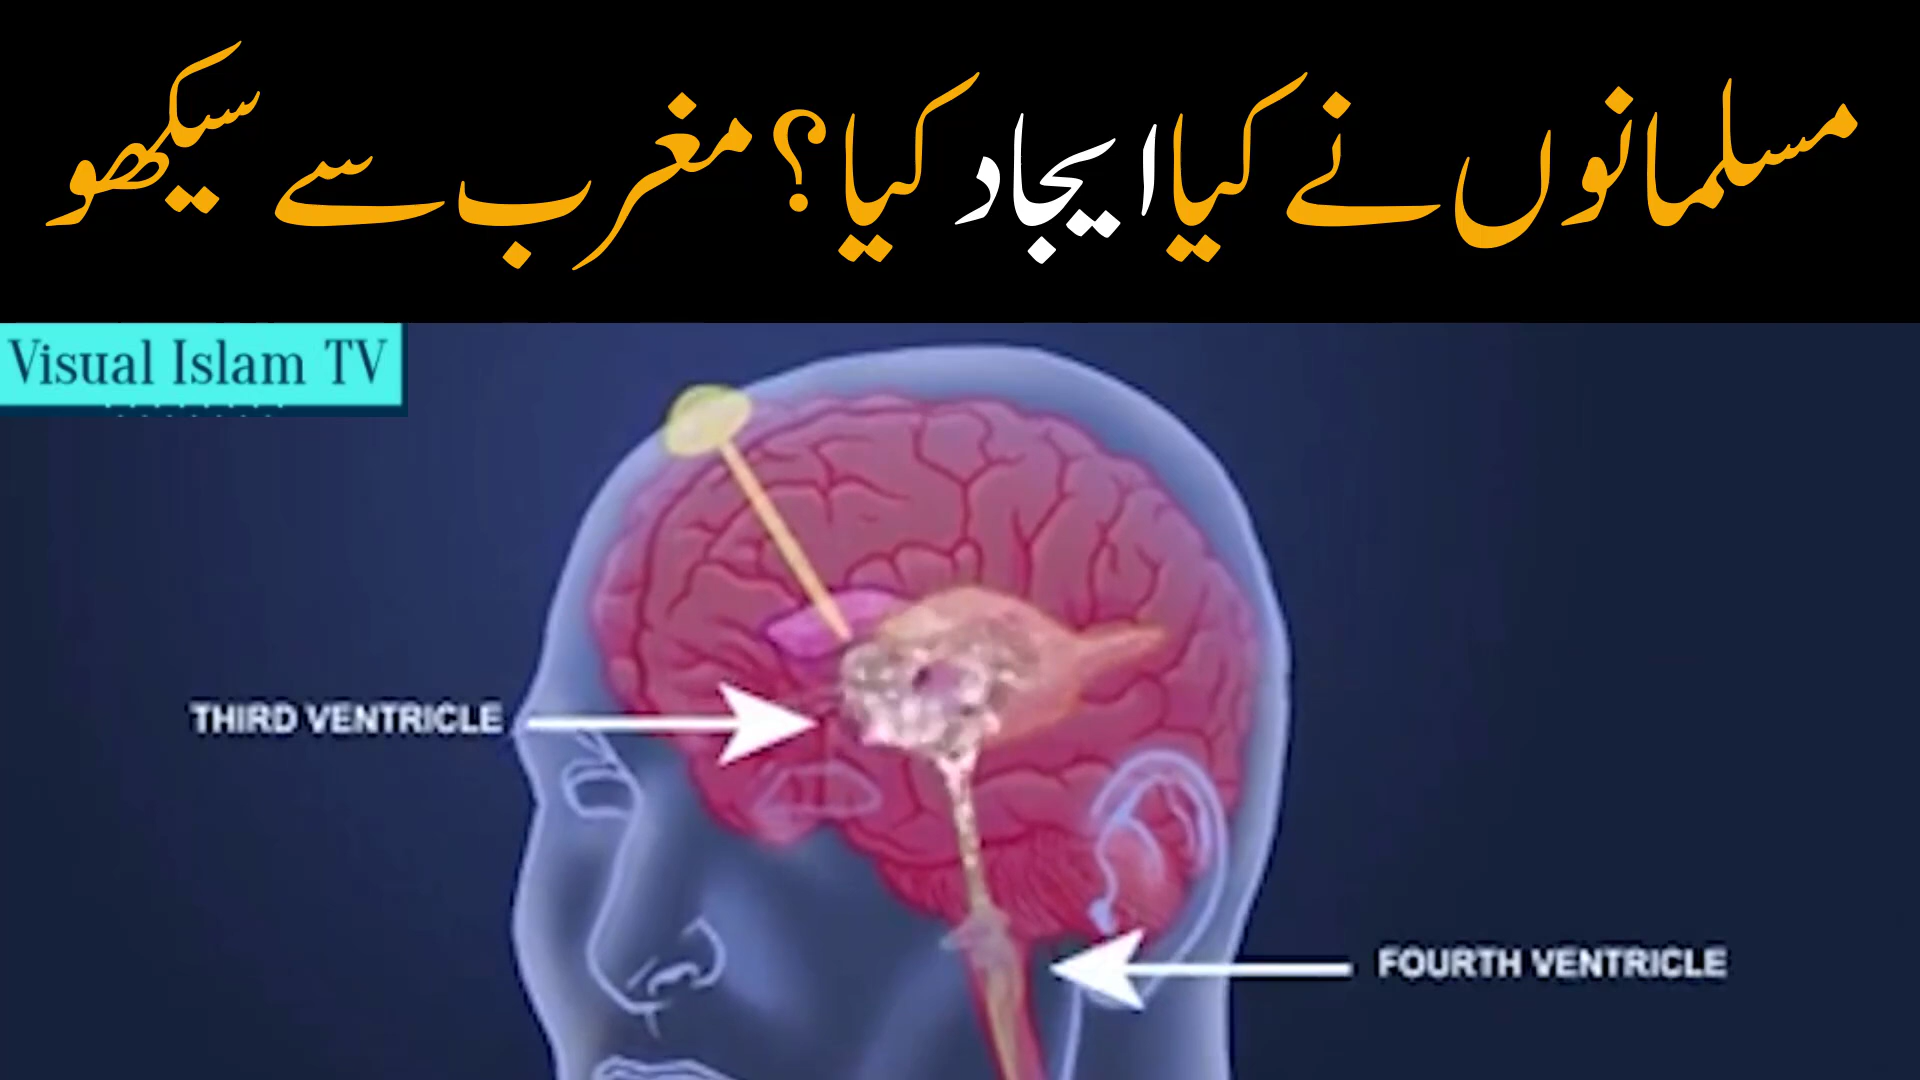 مسلمانوں نے کیا ایجاد کیا؟ مغرب سے سیکھو
Visual Islam TV
THIRD VENTRICLE
FOURTH VENTRICLE